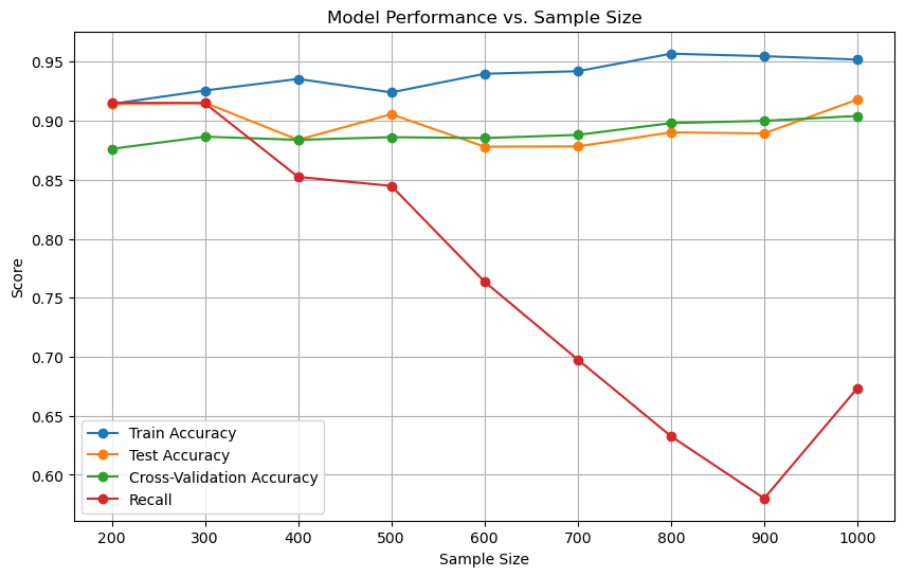 Model Performance vs. Sample Size
Score
0.95
0.90
0.85
0.80
0.75
0.70
0.65
0.60
Train Accuracy
Test Accuracy
Cross-Validation Accuracy
Recall
200 300 400 500 600 700 800 900 1000
Sample Size